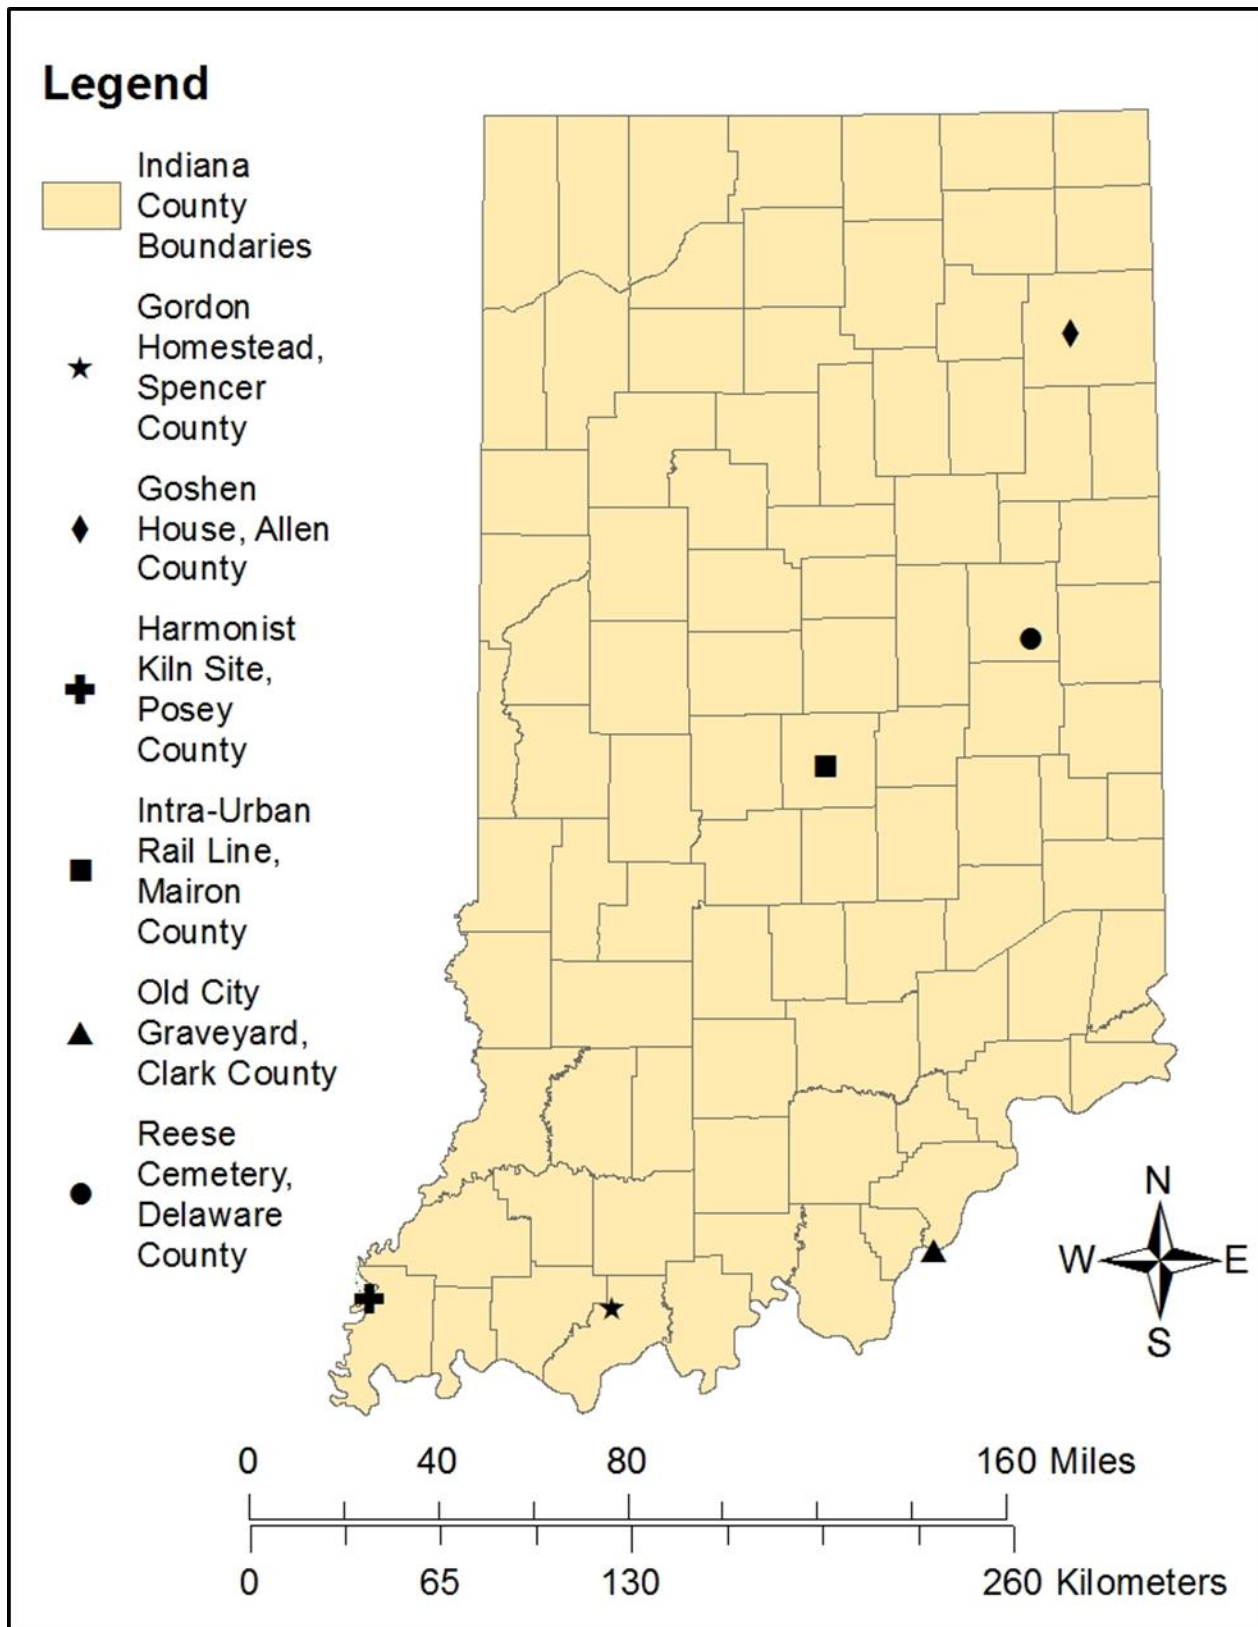 Legend
Indiana
County
Boundaries
Gordon
Homestead,
Spencer
County
Goshen
House, Allen
County
Harmonist
Kiln Site,
Posey
County
Intra-Urban
Rail Line,
Mairon
County
Old City
Graveyard,
Clark County
Reese
Cemetery,
Delaware
County
N
W E
S
0 40 80 160 Miles
0 65 130 260 Kilometers